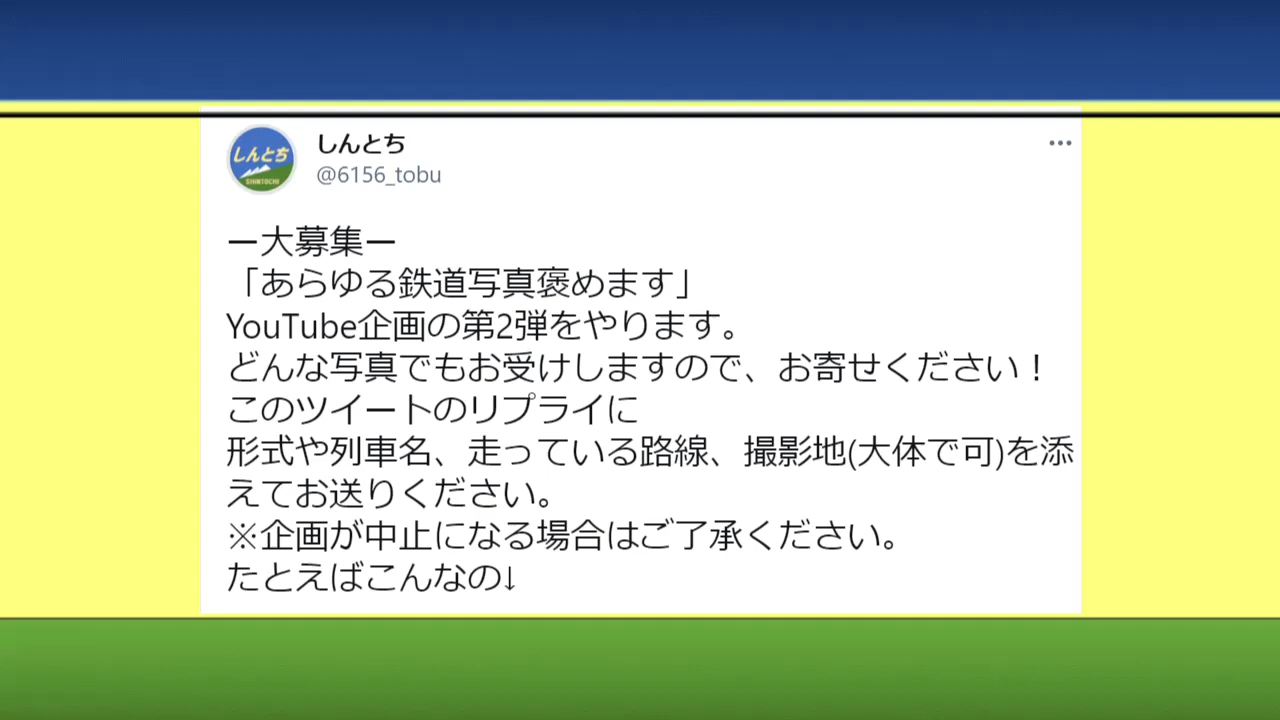 しんとち
SHINTOCHI
しんとち
@6156_tobu
ー大募集ー
「あらゆる鉄道写真褒めます」
YouTube企画の第2弾をやります。
どんな写真でもお受けしますので、お寄せください！
このツイートのリプライに
形式や列車名、走っている路線、撮影地(大体で可)を添
えてお送りください。
※企画が中止になる場合はご了承ください。
たとえばこんなの↓